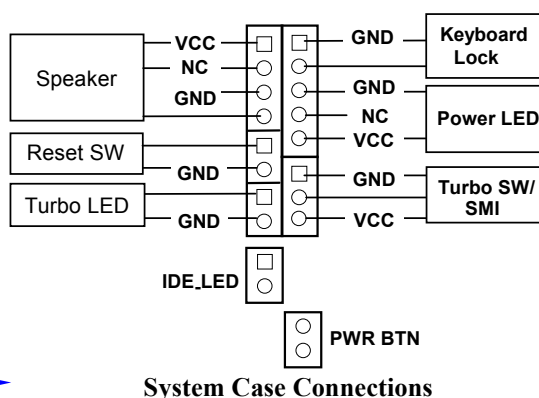 Speaker
VCC
NC
GND
Reset SW
GND
Turbo LED
GND
GND
Keyboard
Lock
GND
NC
VCC
Power LED
GND
VCC
Turbo SW/
SMI
IDE_LED
PWR BTN
System Case Connections